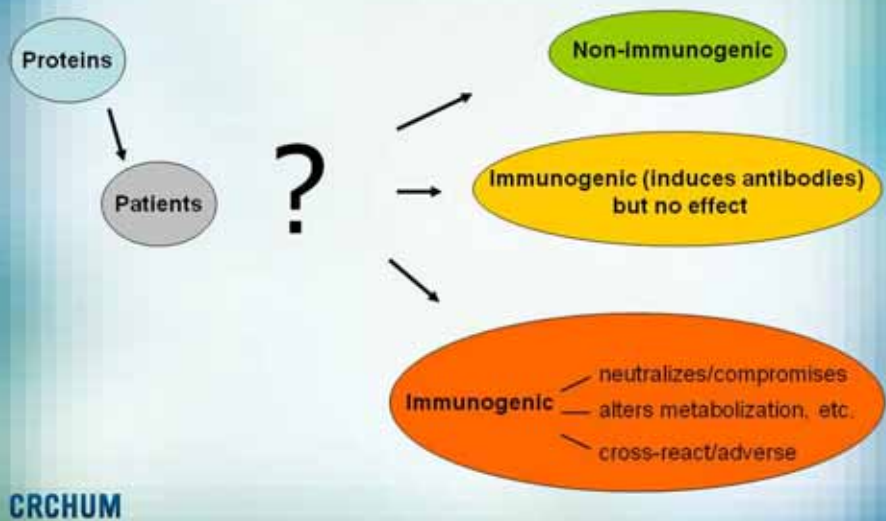 Proteins
Patients
?
Non-immunogenic
Immunogenic (induces antibodies)
but no effect
Immunogenic
neutralizes/compromises
alters metabolization, etc.
cross-react/adverse
CRCHUM